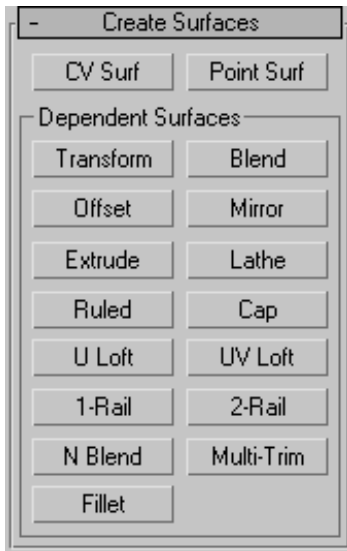 - Create Surfaces
CV Surf Point Surf
Dependent Surfaces
Transform Blend
Offset Mirror
Extrude Lathe
Ruled Cap
U Loft UV Loft
1-Rail 2-Rail
N Blend Multi-Trim
Fillet